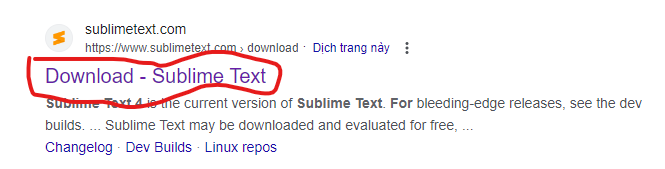 sublimetext.com
https://www.sublimetext.com › download · Dịch trang này
Download - Sublime Text
Sublime Text 4 is the current version of Sublime Text. For bleeding-edge releases, see the dev
builds. ... Sublime Text may be downloaded and evaluated for free, ...
Changelog · Dev Builds · Linux repos